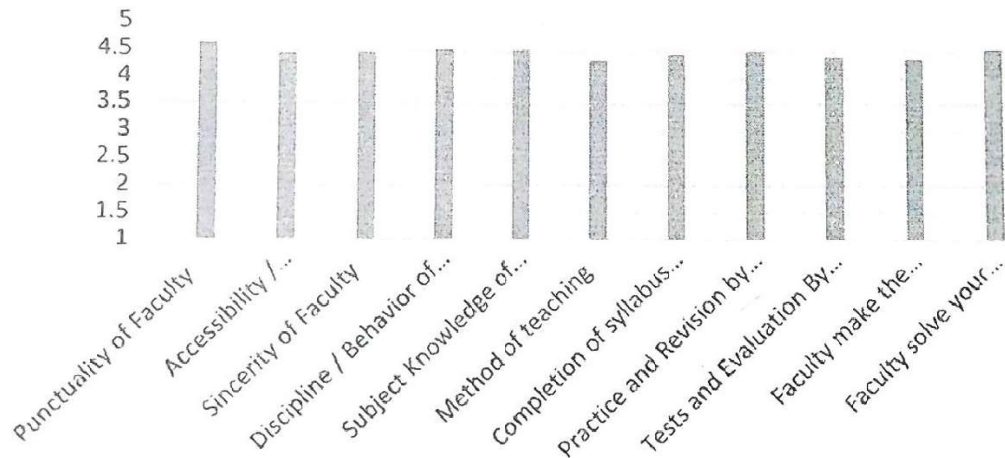 5
4.5
4
3.5
3
2.5
2
1.5
1
Punctuality of Faculty
Accessibility /...
Sincerity of Faculty
Discipline / Behavior of...
Subject Knowledge of...
Method of teaching
Completion of syllabus...
Practice and Revision by...
Tests and Evaluation By...
Faculty make the...
Faculty solve your...